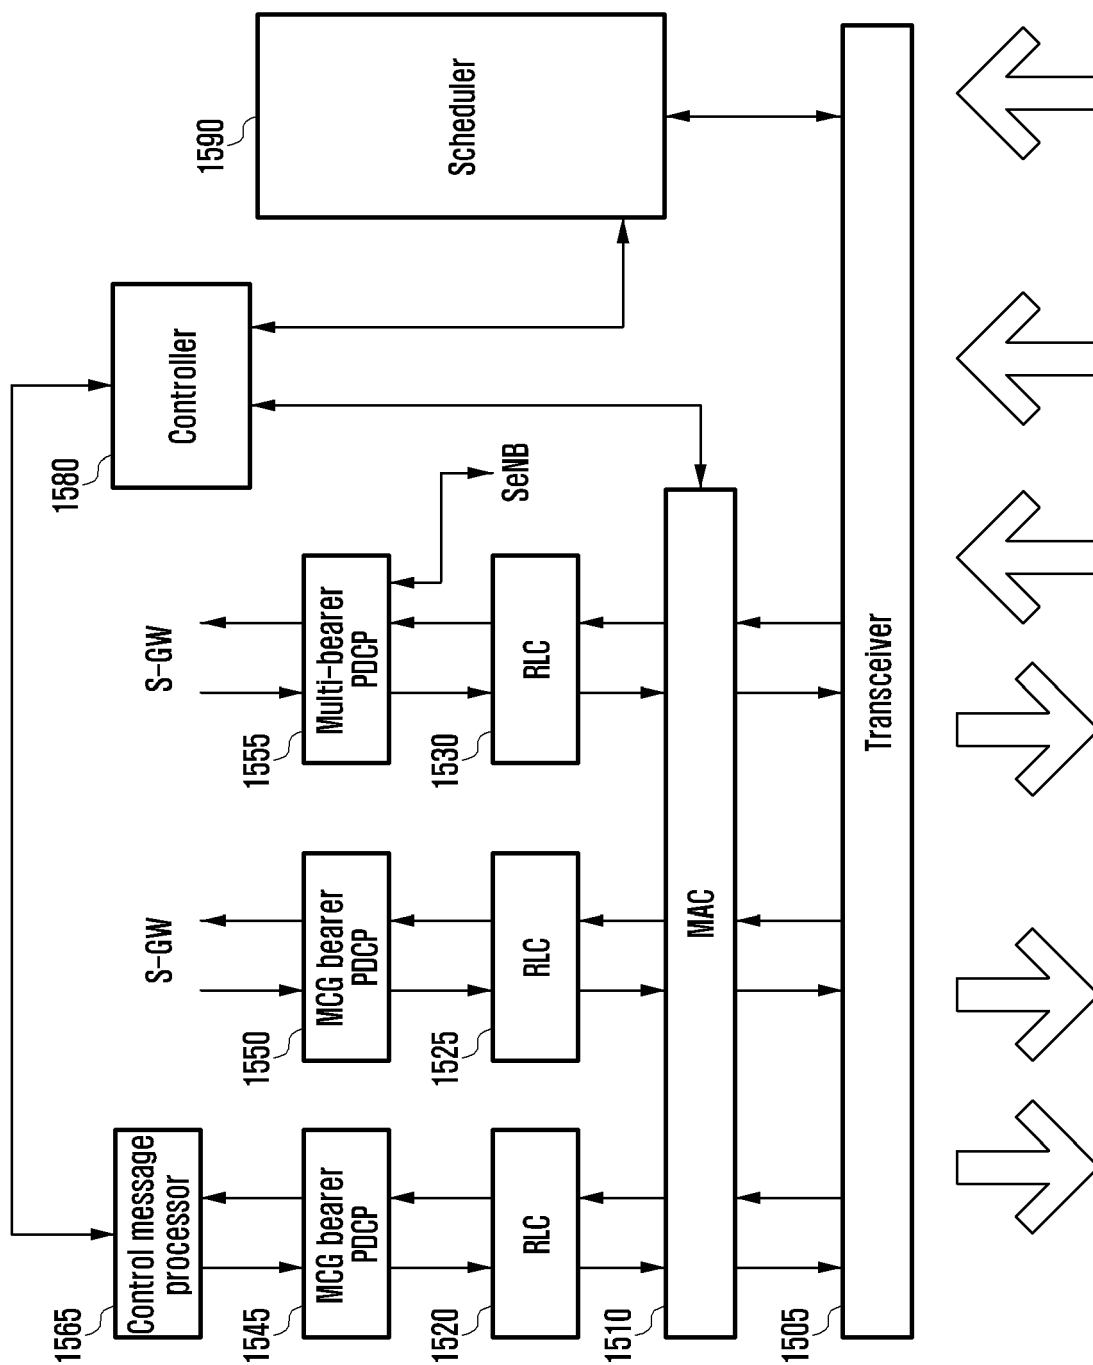 1565
Control message
processor
1580
Controller
1590
Scheduler
S-GW
S-GW
1545
MCG bearer
PDCP
1550
MCG bearer
PDCP
1555
Multi-bearer
PDCP
SeNB
1520
RLC
1525
RLC
1530
RLC
1510
MAC
1505
Transceiver